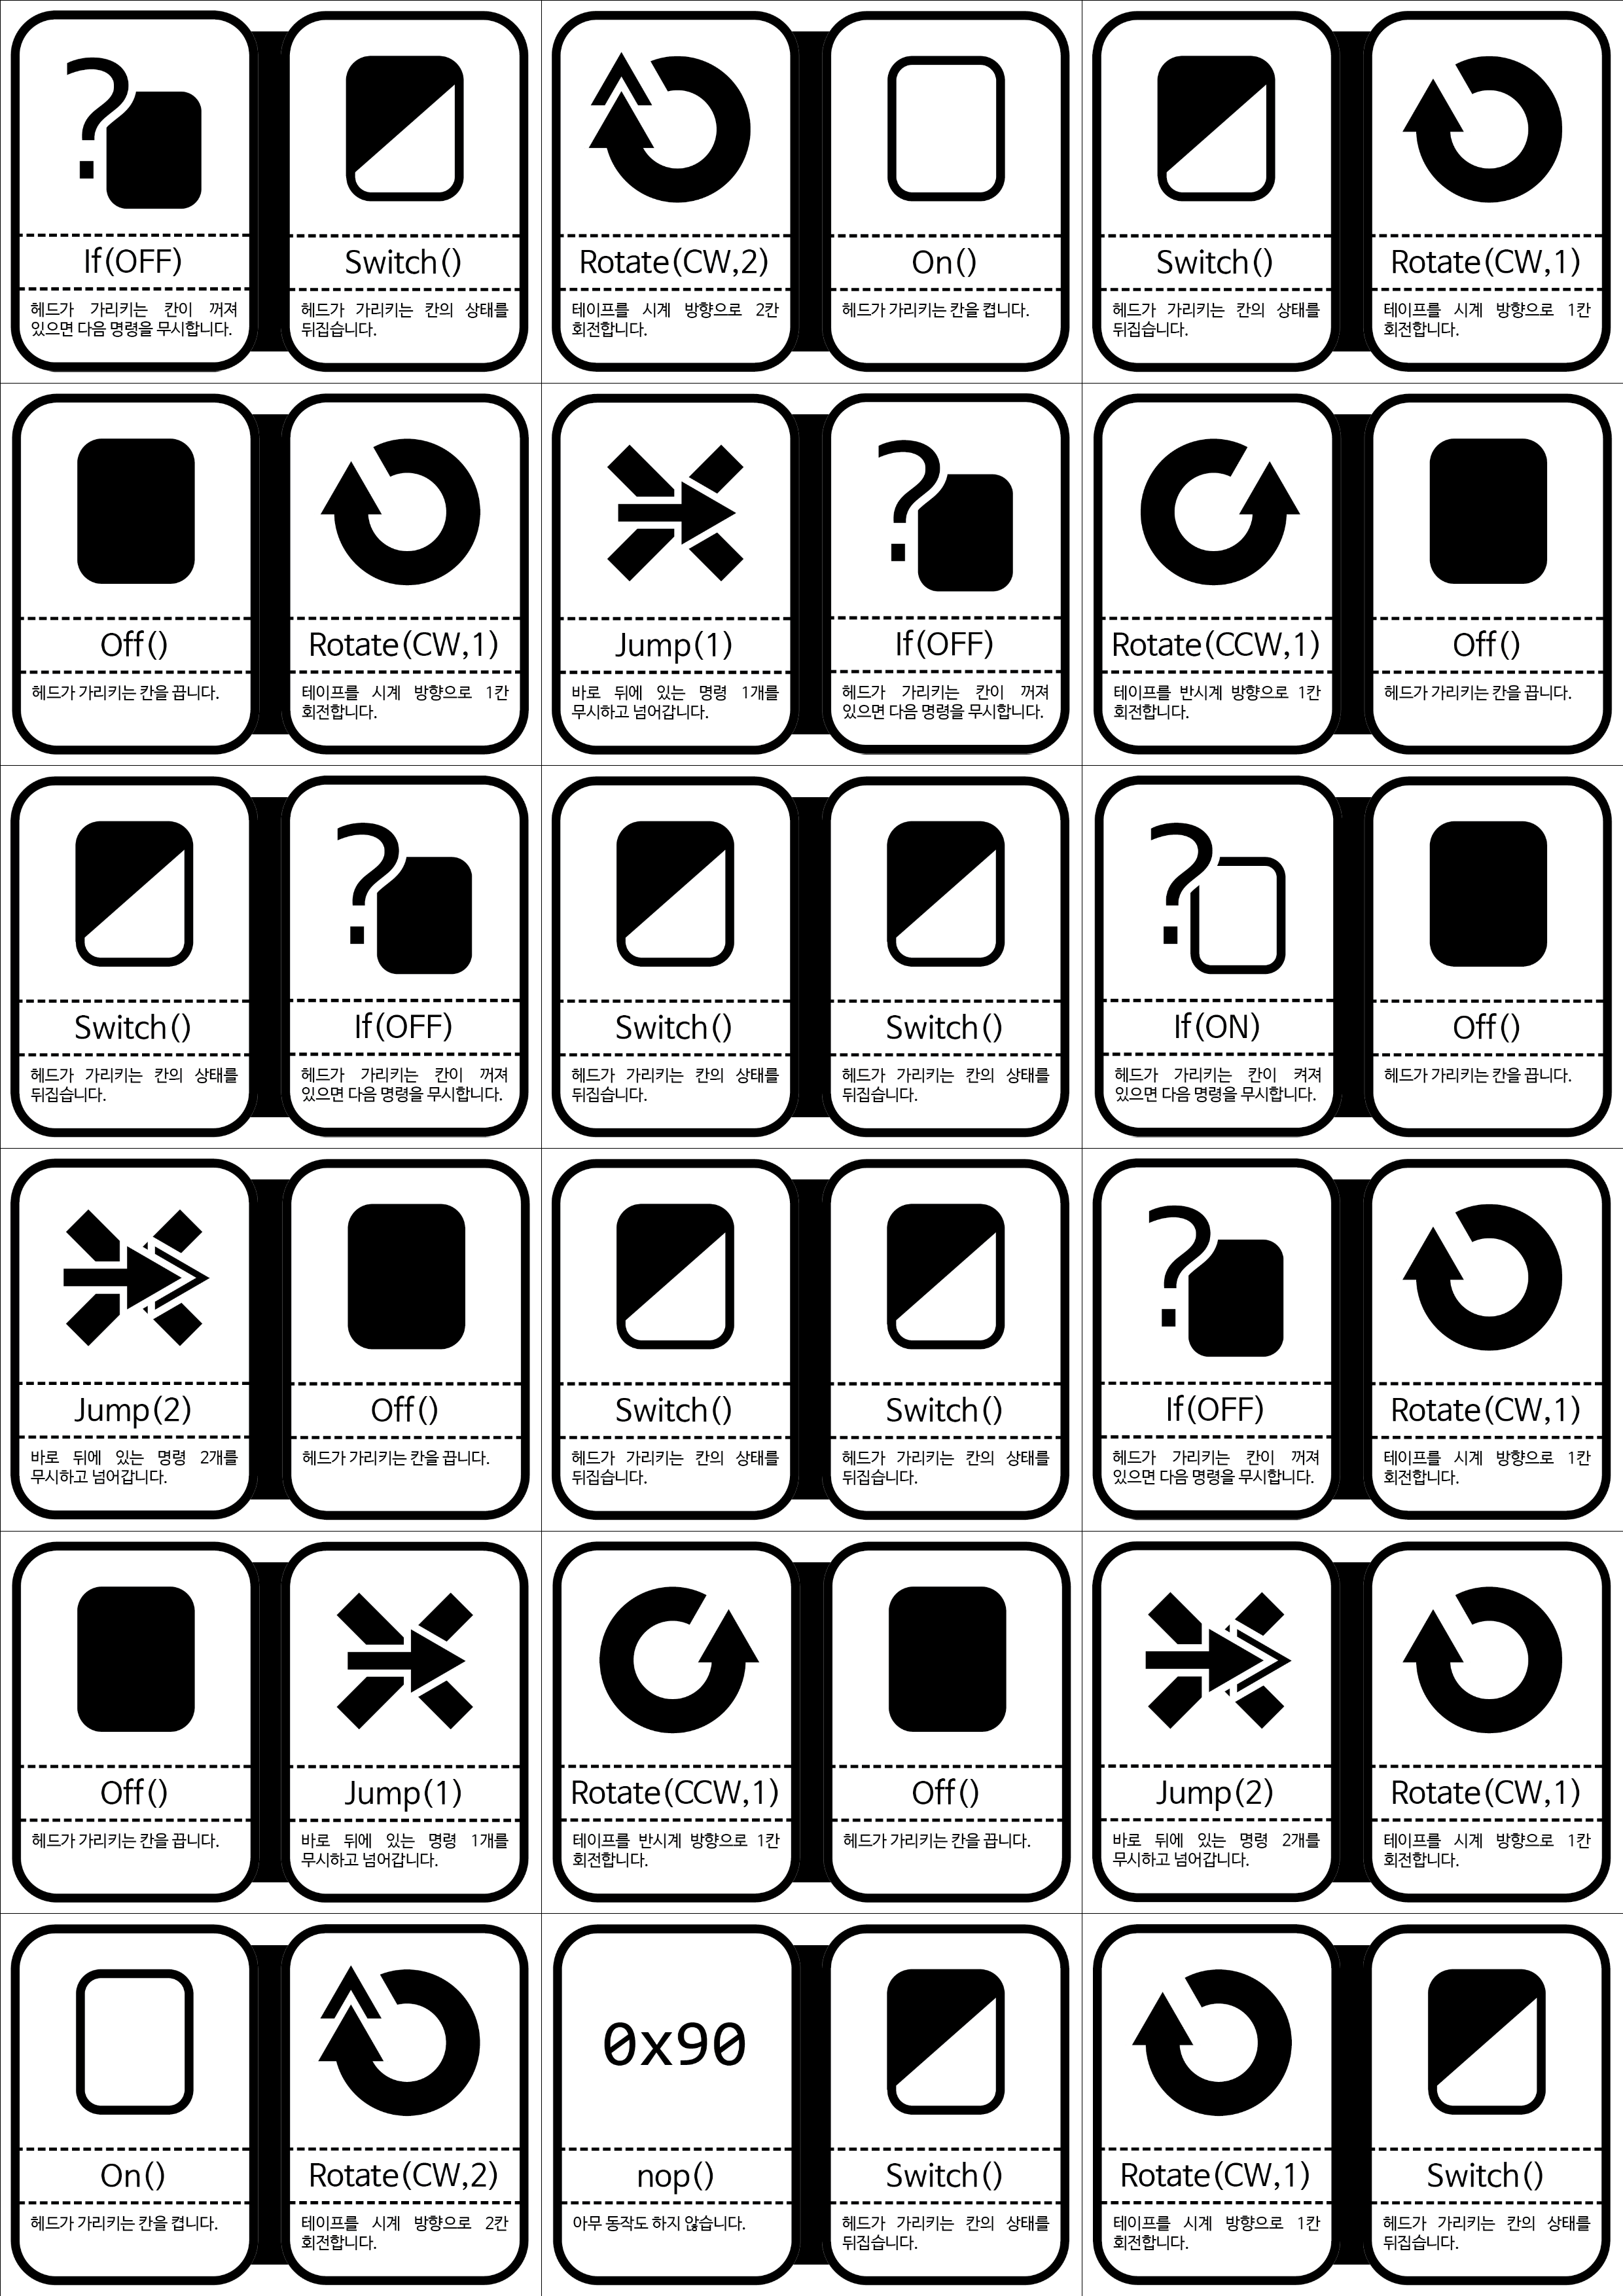 ?
If(OFF)
헤드가 가리키는 칸이 꺼져
있으면 다음 명령을 무시합니다.
Switch()
헤드가 가리키는 칸의 상태를
뒤집습니다.
Rotate(CW,2)
테이프를 시계 방향으로 2칸
회전합니다.
On()
헤드가 가리키는 칸을 켭니다.
Switch()
헤드가 가리키는 칸의 상태를
뒤집습니다.
Rotate(CW,1)
테이프를 시계 방향으로 1칸
회전합니다.
Off()
헤드가 가리키는 칸을 끕니다.
Rotate(CW,1)
테이프를 시계 방향으로 1칸
회전합니다.
Jump(1)
바로 뒤에 있는 명령 1개를
무시하고 넘어갑니다.
?
If(OFF)
헤드가 가리키는 칸이 꺼져
있으면 다음 명령을 무시합니다.
Rotate(CCW,1)
테이프를 반시계 방향으로 1칸
회전합니다.
Off()
헤드가 가리키는 칸을 끕니다.
Switch()
헤드가 가리키는 칸의 상태를
뒤집습니다.
?
If(OFF)
헤드가 가리키는 칸이 꺼져
있으면 다음 명령을 무시합니다.
Switch()
헤드가 가리키는 칸의 상태를
뒤집습니다.
Switch()
헤드가 가리키는 칸의 상태를
뒤집습니다.
?
If(ON)
헤드가 가리키는 칸이 켜져
있으면 다음 명령을 무시합니다.
Off()
헤드가 가리키는 칸을 끕니다.
Jump(2)
바로 뒤에 있는 명령 2개를
무시하고 넘어갑니다.
Off()
헤드가 가리키는 칸을 끕니다.
Switch()
헤드가 가리키는 칸의 상태를
뒤집습니다.
Switch()
헤드가 가리키는 칸의 상태를
뒤집습니다.
?
If(OFF)
헤드가 가리키는 칸이 꺼져
있으면 다음 명령을 무시합니다.
Rotate(CW,1)
테이프를 시계 방향으로 1칸
회전합니다.
Off()
헤드가 가리키는 칸을 끕니다.
Jump(1)
바로 뒤에 있는 명령 1개를
무시하고 넘어갑니다.
Rotate(CCW,1)
테이프를 반시계 방향으로 1칸
회전합니다.
Off()
헤드가 가리키는 칸을 끕니다.
Jump(2)
바로 뒤에 있는 명령 2개를
무시하고 넘어갑니다.
Rotate(CW,1)
테이프를 시계 방향으로 1칸
회전합니다.
On()
헤드가 가리키는 칸을 켭니다.
Rotate(CW,2)
테이프를 시계 방향으로 2칸
회전합니다.
0x90
nop()
아무 동작도 하지 않습니다.
Switch()
헤드가 가리키는 칸의 상태를
뒤집습니다.
Rotate(CW,1)
테이프를 시계 방향으로 1칸
회전합니다.
Switch()
헤드가 가리키는 칸의 상태를
뒤집습니다.